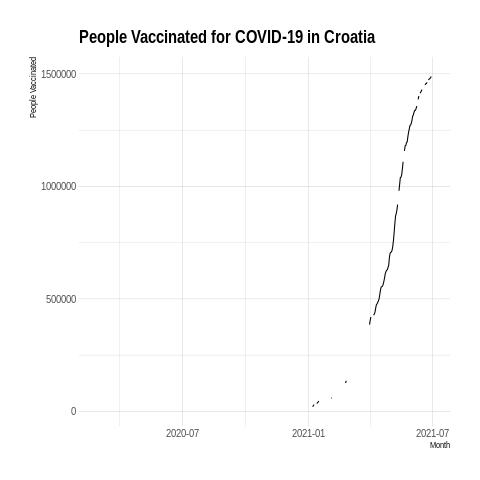 People Vaccinated for COVID-19 in Croatia
People Vaccinated
1500000
1000000
500000
0
2020-07 2021-01 2021-07
Month